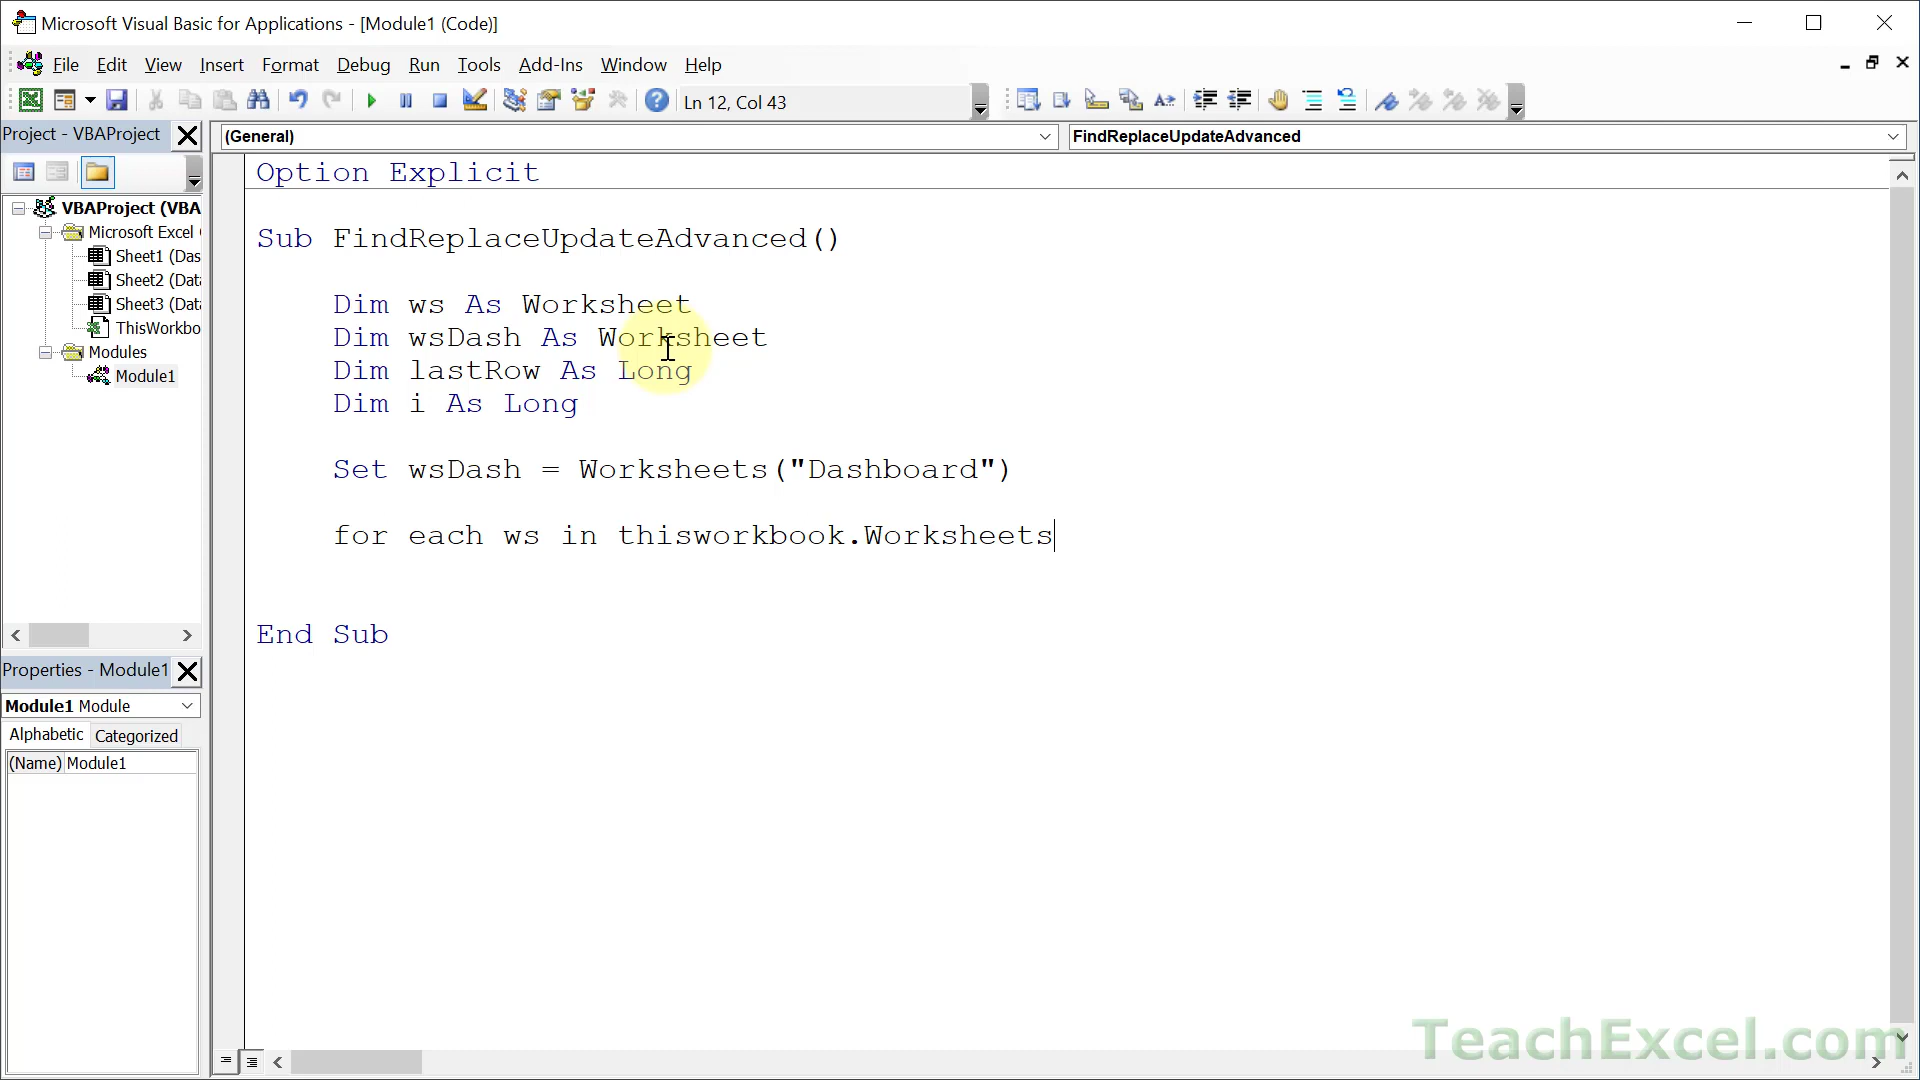 Microsoft Visual Basic for Applications - [Module1 (Code)]
File Edit View Insert Format Debug Run Tools Add-Ins Window Help
Ln 12, Col 43
Project - VBAProject
(General)
FindReplaceUpdateAdvanced
VBAProject (VBA
Microsoft Excel
Sheet1 (Das
Sheet2 (Data
Sheet3 (Data
ThisWorkbo
Modules
Module1
Option Explicit
Sub FindReplaceUpdateAdvanced()
Dim ws As Worksheet
Dim wsDash As Worksheet
Dim lastRow As Long
Dim i As Long
Set wsDash = Worksheets("Dashboard")
for each ws in thisworkbook.Worksheets
End Sub
Properties - Module1
Module1 Module
Alphabetic Categorized
(Name) Module1
TeachExcel.com